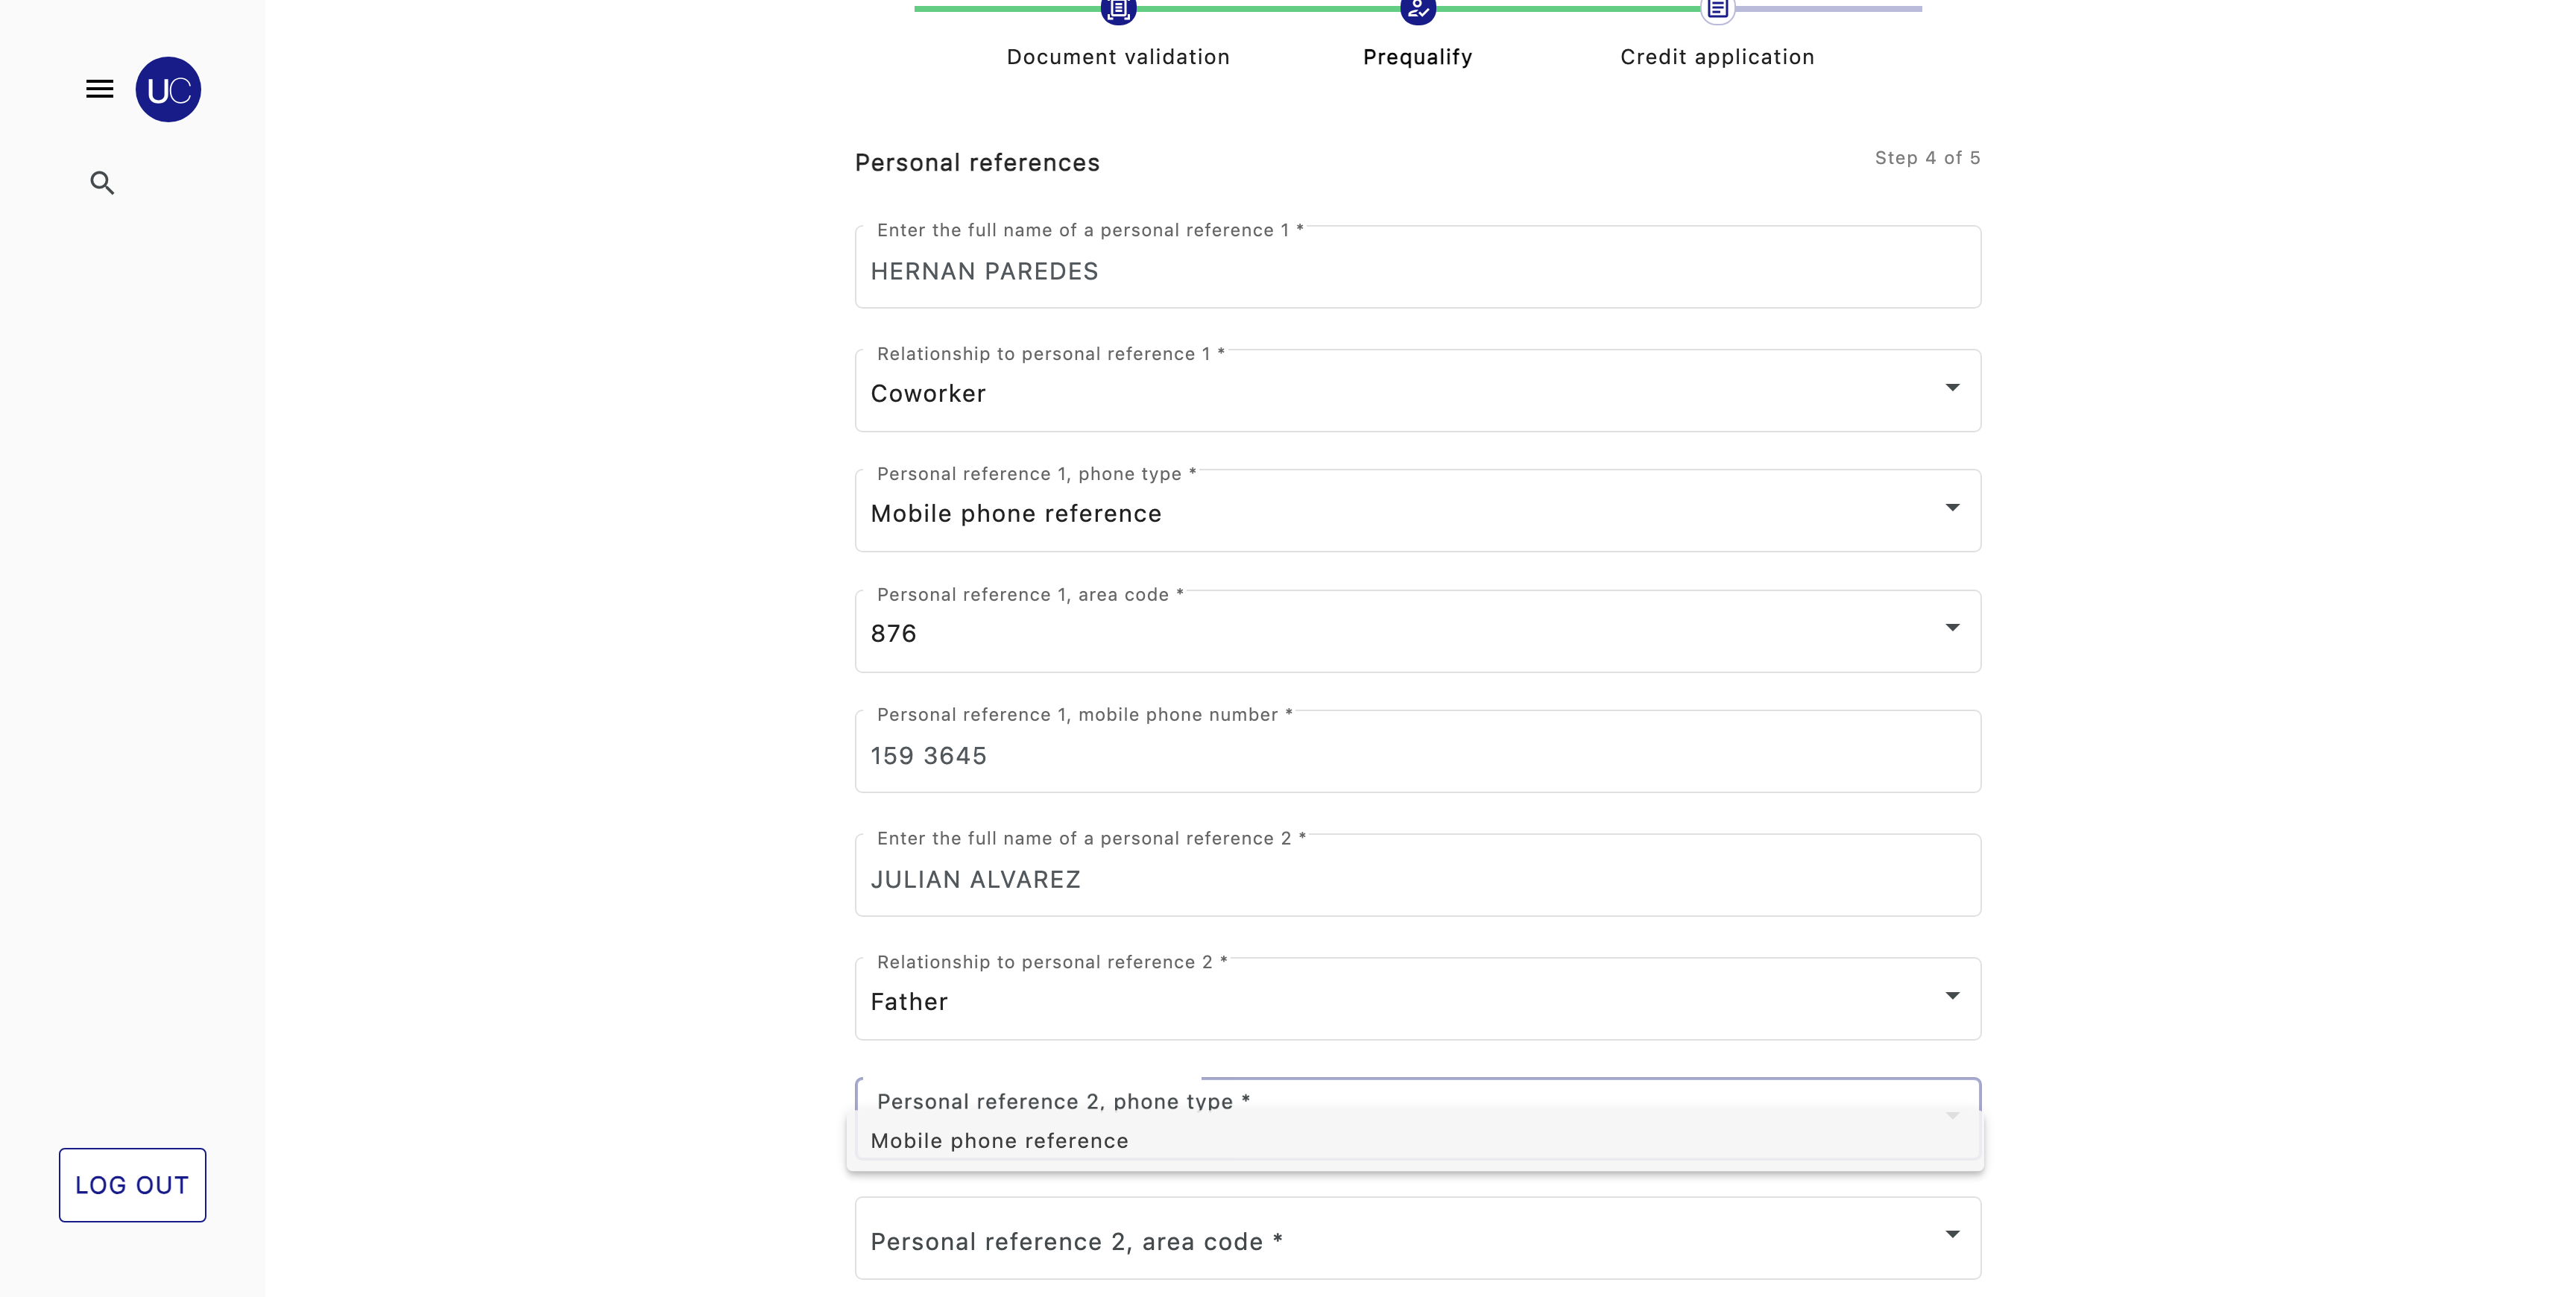 Document validation
Prequalify
Credit application
UC
Personal references
Step 4 of 5
Enter the full name of a personal reference 1 *
HERNAN PAREDES
Relationship to personal reference 1 *
Coworker
Personal reference 1, phone type *
Mobile phone reference
Personal reference 1, area code *
876
Personal reference 1, mobile phone number *
159 3645
Enter the full name of a personal reference 2 *
JULIAN ALVAREZ
Relationship to personal reference 2 *
Father
Personal reference 2, phone type *
Mobile phone reference
LOG OUT
Personal reference 2, area code *